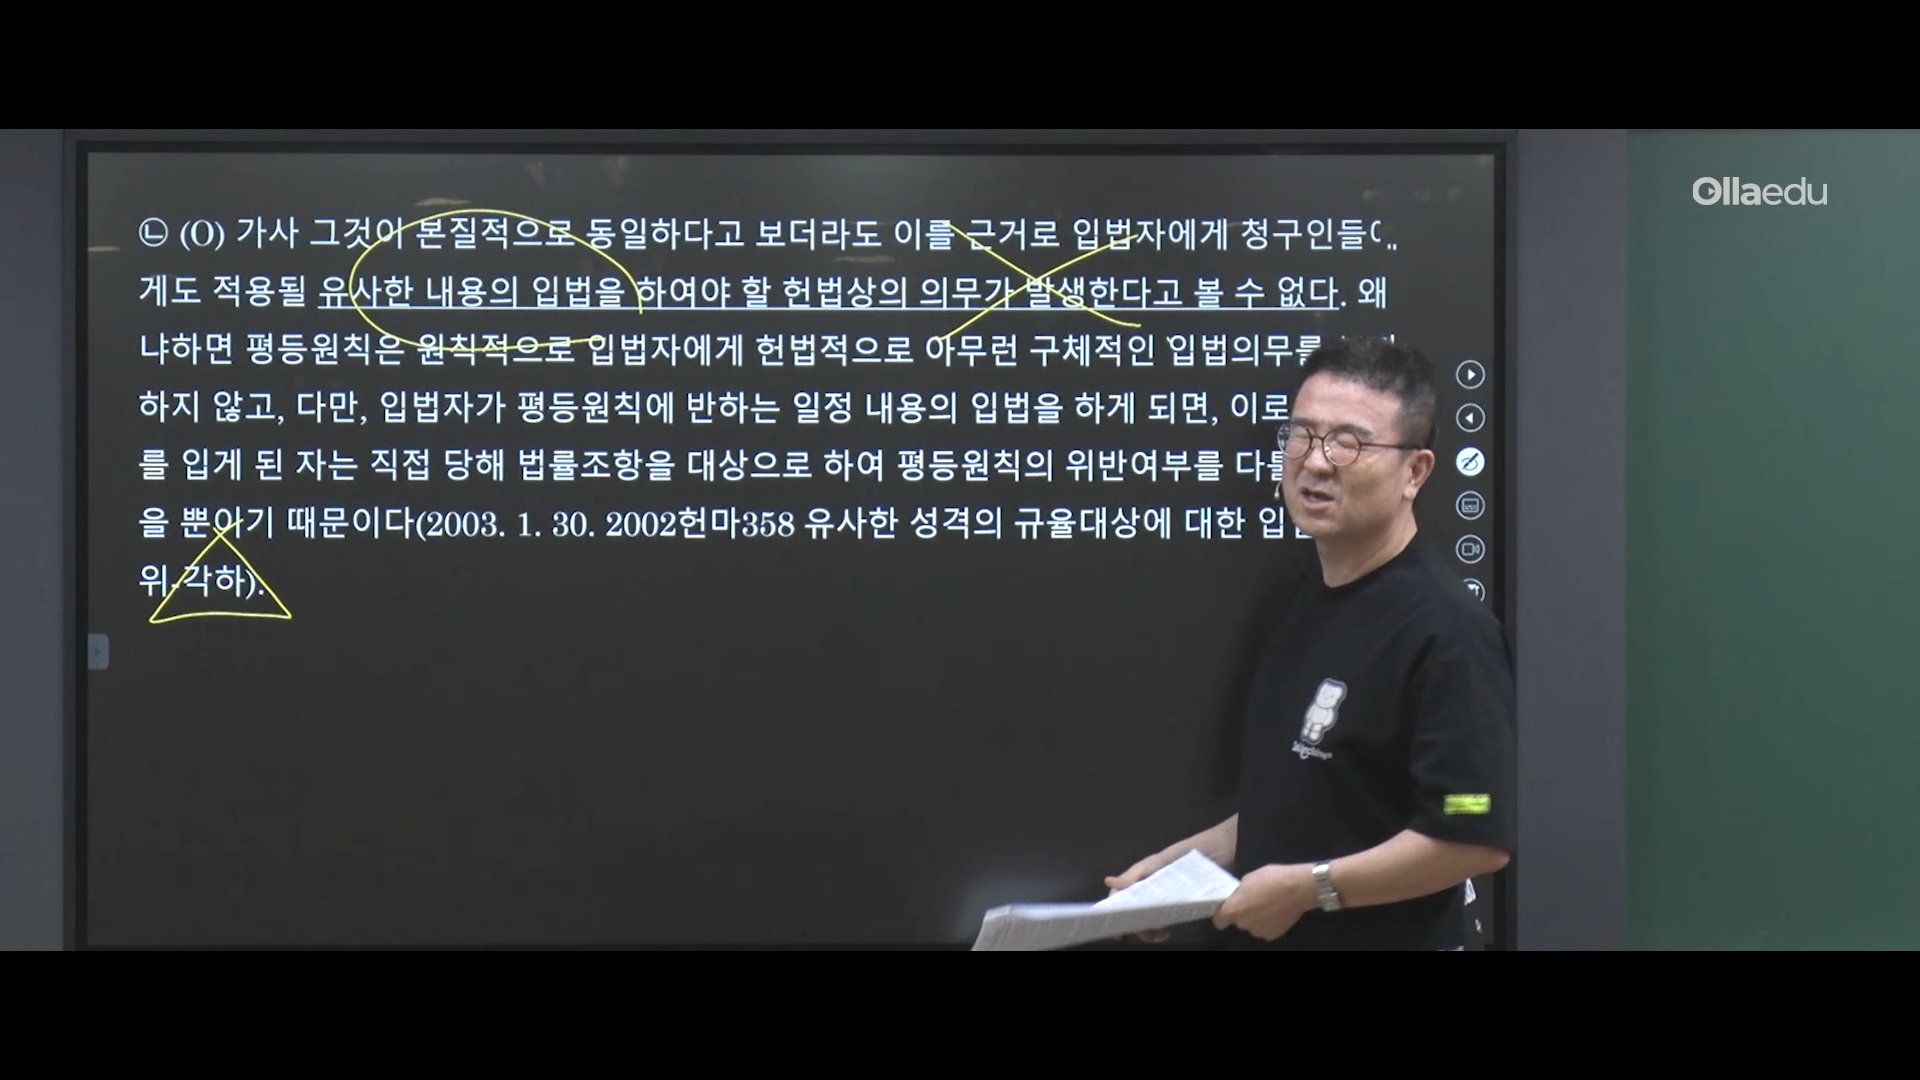 Ollaedu
㉡ (O) 가사 그것이 본질적으로 동일하다고 보더라도 이를 근거로 입법자에게 청구인들에
게도 적용될 유사한 내용의 입법을 하여야 할 헌법상의 의무가 발생한다고 볼 수 없다. 왜
냐하면 평등원칙은 원칙적으로 입법자에게 헌법적으로 아무런 구체적인 입법의무를
하지 않고, 다만, 입법자가 평등원칙에 반하는 일정 내용의 입법을 하게 되면, 이로
를 입게 된 자는 직접 당해 법률조항을 대상으로 하여 평등원칙의 위반여부를 다툴
을 뿐이기 때문이다(2003. 1. 30. 2002헌마358 유사한 성격의 규율대상에 대한 입
위-각하).